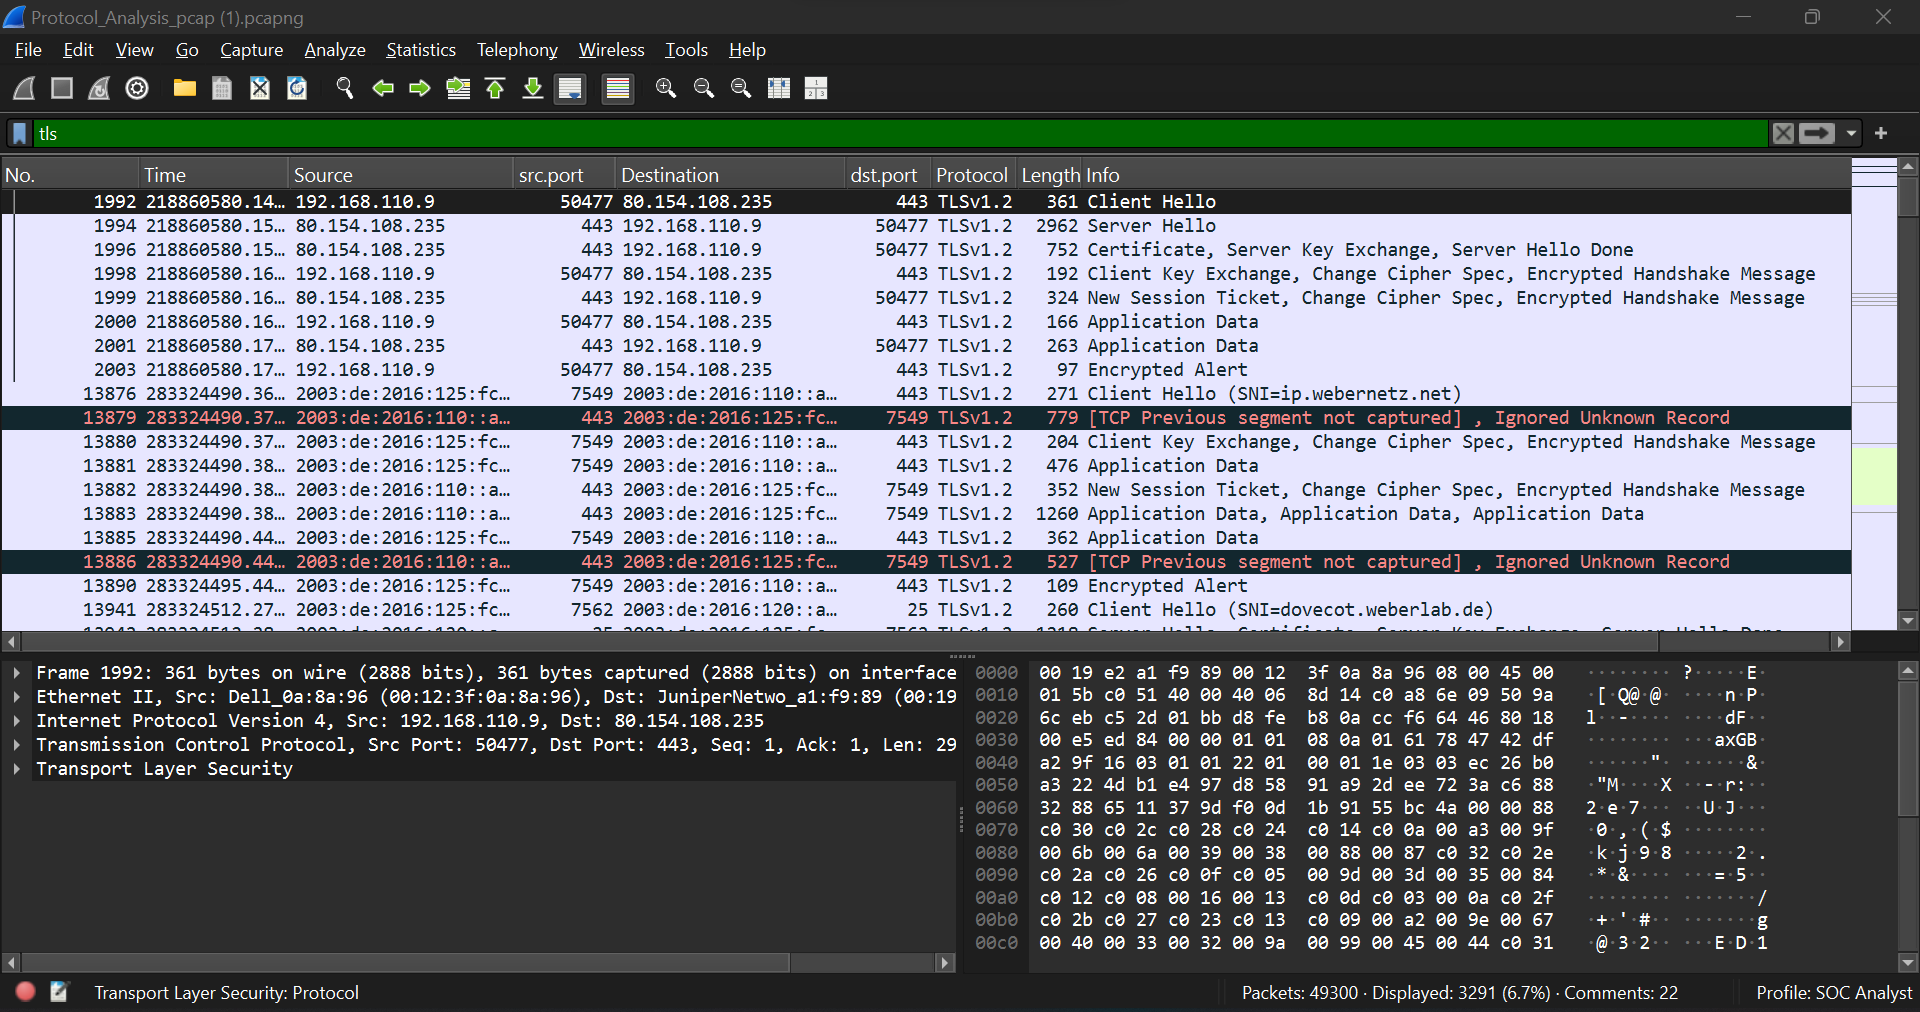 Protocol_Analysis_pcap (1).pcapng
File Edit View Go Capture Analyze Statistics Telephony Wireless Tools Help
tls
No. Time Source src.port Destination dst.port Protocol Length Info
1992 218860580.14… 192.168.110.9 50477 80.154.108.235 443 TLSv1.2 361 Client Hello
1994 218860580.15… 80.154.108.235 443 192.168.110.9 50477 TLSv1.2 2962 Server Hello
1996 218860580.15… 80.154.108.235 443 192.168.110.9 50477 TLSv1.2 752 Certificate, Server Key Exchange, Server Hello Done
1998 218860580.16… 192.168.110.9 50477 80.154.108.235 443 TLSv1.2 192 Client Key Exchange, Change Cipher Spec, Encrypted Handshake Message
1999 218860580.16… 80.154.108.235 443 192.168.110.9 50477 TLSv1.2 324 New Session Ticket, Change Cipher Spec, Encrypted Handshake Message
2000 218860580.16… 192.168.110.9 50477 80.154.108.235 443 TLSv1.2 166 Application Data
2001 218860580.17… 80.154.108.235 443 192.168.110.9 50477 TLSv1.2 263 Application Data
2003 218860580.17… 192.168.110.9 50477 80.154.108.235 443 TLSv1.2 97 Encrypted Alert
13876 283324490.36… 2003:de:2016:125:fc… 7549 2003:de:2016:110::a… 443 TLSv1.2 271 Client Hello (SNI=ip.webernetz.net)
13879 283324490.37… 2003:de:2016:110::a… 443 2003:de:2016:125:fc… 7549 TLSv1.2 779 [TCP Previous segment not captured] , Ignored Unknown Record
13880 283324490.37… 2003:de:2016:125:fc… 7549 2003:de:2016:110::a… 443 TLSv1.2 204 Client Key Exchange, Change Cipher Spec, Encrypted Handshake Message
13881 283324490.38… 2003:de:2016:125:fc… 7549 2003:de:2016:110::a… 443 TLSv1.2 476 Application Data
13882 283324490.38… 2003:de:2016:110::a… 443 2003:de:2016:125:fc… 7549 TLSv1.2 352 New Session Ticket, Change Cipher Spec, Encrypted Handshake Message
13883 283324490.38… 2003:de:2016:110::a… 443 2003:de:2016:125:fc… 7549 TLSv1.2 1260 Application Data, Application Data, Application Data
13885 283324490.44… 2003:de:2016:125:fc… 7549 2003:de:2016:110::a… 443 TLSv1.2 362 Application Data
13886 283324490.44… 2003:de:2016:110::a… 443 2003:de:2016:125:fc… 7549 TLSv1.2 527 [TCP Previous segment not captured] , Ignored Unknown Record
13890 283324495.44… 2003:de:2016:125:fc… 7549 2003:de:2016:110::a… 443 TLSv1.2 109 Encrypted Alert
13941 283324512.27… 2003:de:2016:125:fc… 7562 2003:de:2016:120::a… 25 TLSv1.2 260 Client Hello (SNI=dovecot.weberlab.de)
Frame 1992: 361 bytes on wire (2888 bits), 361 bytes captured (2888 bits) on interface
Ethernet II, Src: Dell_0a:8a:96 (00:12:3f:0a:8a:96), Dst: JuniperNetwo_a1:f9:89 (00:19
Internet Protocol Version 4, Src: 192.168.110.9, Dst: 80.154.108.235
Transmission Control Protocol, Src Port: 50477, Dst Port: 443, Seq: 1, Ack: 1, Len: 29
Transport Layer Security
0000 00 19 e2 a1 f9 89 00 12 3f 0a 8a 96 08 00 45 00 ········ ?·····E·
0010 01 5b c0 51 40 00 40 06 8d 14 c0 a8 6e 09 50 9a ·[·Q@·@· ····n·P·
0020 6c eb c5 2d 01 bb d8 fe b8 0a cc f6 64 46 80 18 l··-···· ····dF··
0030 00 e5 ed 84 00 00 01 01 08 0a 01 61 78 47 42 df ········ ···axGB·
0040 a2 9f 16 03 01 01 22 01 00 01 1e 03 03 ec 26 b0 ······"· ······&·
0050 a3 22 4d b1 e4 97 d8 58 91 a9 2d ee 72 3a c6 88 ·"M····X ··-·r:··
0060 32 88 65 11 37 9d f0 0d 1b 91 55 bc 4a 00 00 88 2·e·7··· ··U·J···
0070 c0 30 c0 2c c0 28 c0 24 c0 14 c0 0a 00 a3 00 9f ·0·,·(·$ ········
0080 00 6b 00 6a 00 39 00 38 00 88 00 87 c0 32 c0 2e ·k·j·9·8 ·····2·.
0090 c0 2a c0 26 c0 0f c0 05 00 9d 00 3d 00 35 00 84 ·*·&···· ···=·5··
00a0 c0 12 c0 08 00 16 00 13 c0 0d c0 03 00 0a c0 2f ········ ·······/
00b0 c0 2b c0 27 c0 23 c0 13 c0 09 00 a2 00 9e 00 67 ·+·'·#·· ·······g
00c0 00 40 00 33 00 32 00 9a 00 99 00 45 00 44 c0 31 ·@·3·2·· ···E·D·1
Transport Layer Security: Protocol
Packets: 49300 · Displayed: 3291 (6.7%) · Comments: 22
Profile: SOC Analyst